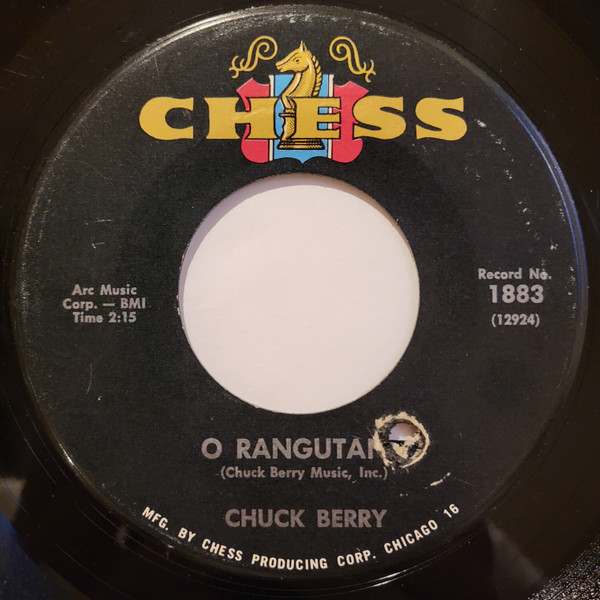 CHESS
Arc Music
Corp. — BMI
Time 2:15
Record No.
1883
(12924)
O RANGUTAN
(Chuck Berry Music, Inc.)
CHUCK BERRY
MFG. BY CHESS PRODUCING CORP. CHICAGO 16